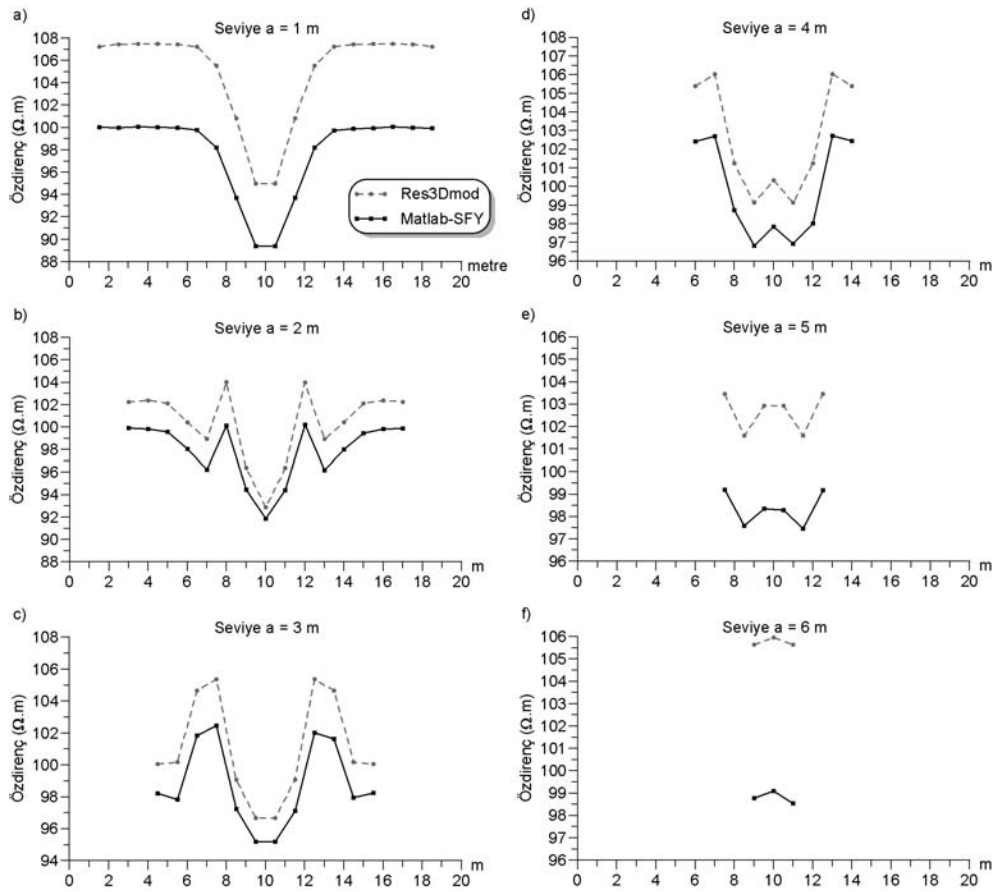 a)
Seviye a = 1 m
Özdirenç (Ω.m)
108
106
104
102
100
98
96
94
92
90
88
0 2 4 6 8 10 12 14 16 18 20
metre
Res3Dmod
Matlab-SFY
b)
Seviye a = 2 m
Özdirenç (Ω.m)
108
106
104
102
100
98
96
94
92
90
88
0 2 4 6 8 10 12 14 16 18 20
m
c)
Seviye a = 3 m
Özdirenç (Ω.m)
108
106
104
102
100
98
96
94
0 2 4 6 8 10 12 14 16 18 20
m
d)
Seviye a = 4 m
Özdirenç (Ω.m)
108
107
106
105
104
103
102
101
100
99
98
97
96
0 2 4 6 8 10 12 14 16 18 20
m
e)
Seviye a = 5 m
Özdirenç (Ω.m)
106
105
104
103
102
101
100
99
98
97
96
0 2 4 6 8 10 12 14 16 18 20
m
f)
Seviye a = 6 m
Özdirenç (Ω.m)
106
105
104
103
102
101
100
99
98
97
96
0 2 4 6 8 10 12 14 16 18 20
m